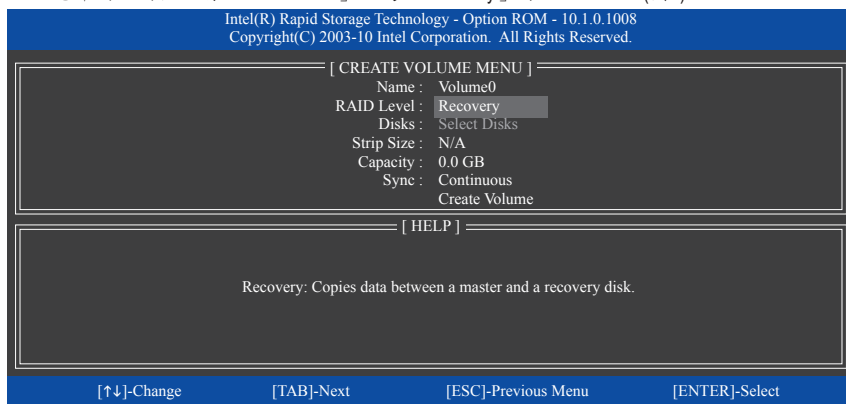 Intel(R) Rapid Storage Technology - Option ROM - 10.1.0.1008
Copyright(C) 2003-10 Intel Corporation. All Rights Reserved.
[ CREATE VOLUME MENU ]
Name : Volume0
RAID Level : Recovery
Disks : Select Disks
Strip Size : N/A
Capacity : 0.0 GB
Sync : Continuous
Create Volume
[ HELP ]
Recovery: Copies data between a master and a recovery disk.
[↑↓]-Change [TAB]-Next [ESC]-Previous Menu [ENTER]-Select